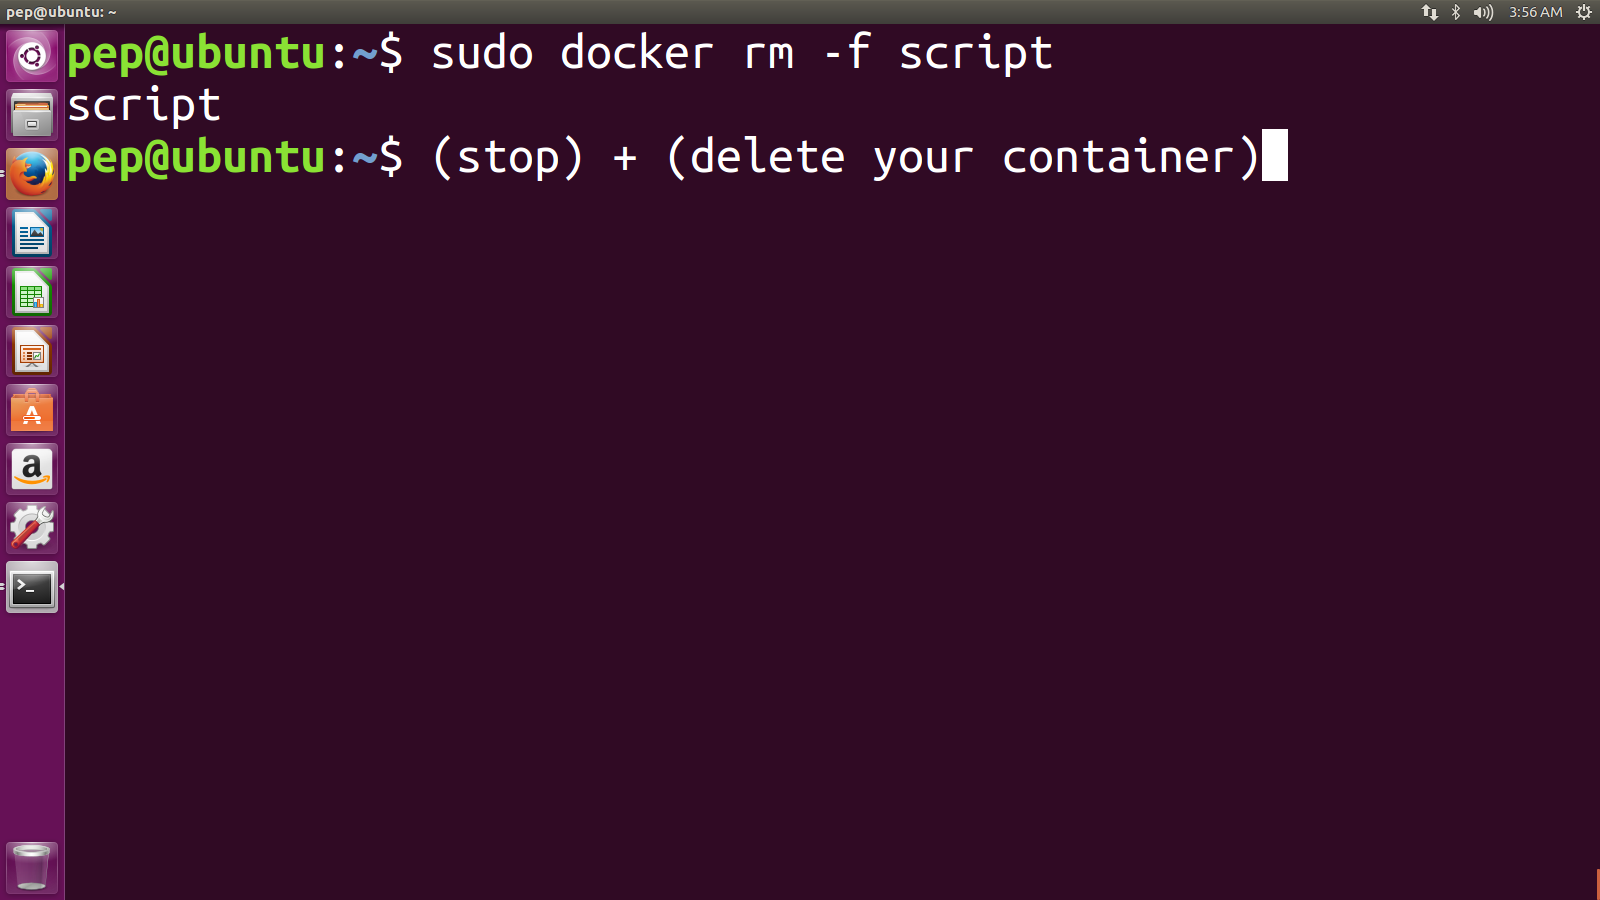 pep@ubuntu: ~
3:56 AM
pep@ubuntu:~$ sudo docker rm -f script
script
pep@ubuntu:~$ (stop) + (delete your container)